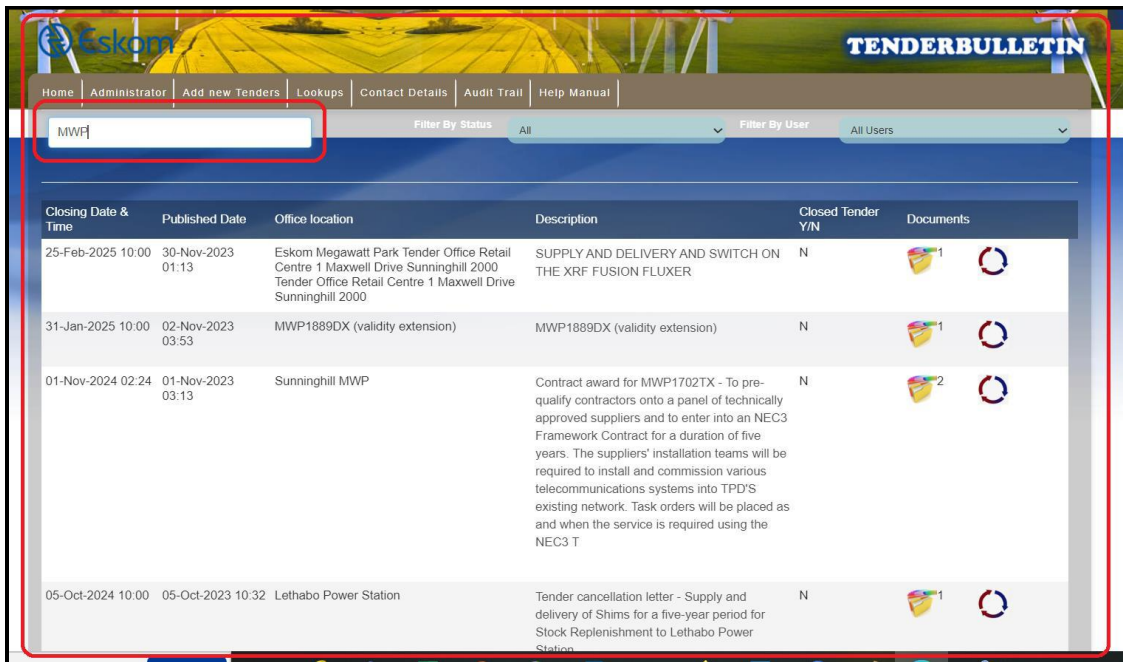 Eskom
TENDERBULLETIN
Home Administrator Add new Tenders Lookups Contact Details Audit Trail Help Manual
MWP Filter By Status All Filter By User All Users
Closing Date & Time Published Date Office location Description Closed Tender Y/N Documents
25-Feb-2025 10:00 30-Nov-2023 01:13
Eskom Megawatt Park Tender Office Retail
Centre 1 Maxwell Drive Sunninghill 2000
Tender Office Retail Centre 1 Maxwell Drive
Sunninghill 2000
SUPPLY AND DELIVERY AND SWITCH ON
THE XRF FUSION FLUXER
N 1
31-Jan-2025 10:00 02-Nov-2023 03:53
MWP1889DX (validity extension)
MWP1889DX (validity extension)
N 1
01-Nov-2024 02:24 01-Nov-2023 03:13
Sunninghill MWP
Contract award for MWP1702TX - To pre-
qualify contractors onto a panel of technically
approved suppliers and to enter into an NEC3
Framework Contract for a duration of five
years. The suppliers' installation teams will be
required to install and commission various
telecommunications systems into TPD'S
existing network. Task orders will be placed as
and when the service is required using the
NEC3 T
N 2
05-Oct-2024 10:00 05-Oct-2023 10:32 Lethabo Power Station
Tender cancellation letter - Supply and
delivery of Shims for a five-year period for
Stock Replenishment to Lethabo Power
Station
N 1